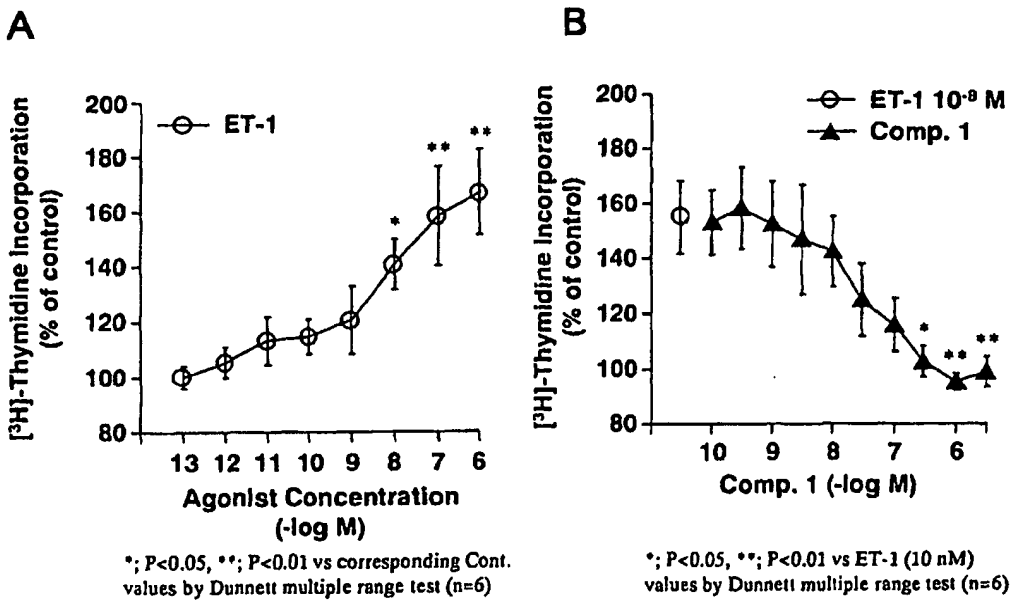 A
[³H]-Thymidine Incorporation
(% of control)
200
180
160
140
120
100
80
ET-1
*
**
**
13 12 11 10 9 8 7 6
Agonist Concentration
(-log M)
*; P<0.05, **; P<0.01 vs corresponding Cont.
values by Dunnett multiple range test (n=6)
B
[³H]-Thymidine Incorporation
(% of control)
200
180
160
140
120
100
80
ET-1 10⁻⁸ M
Comp. 1
*
**
**
10 9 8 7 6
Comp. 1 (-log M)
*; P<0.05, **; P<0.01 vs ET-1 (10 nM)
values by Dunnett multiple range test (n=6)